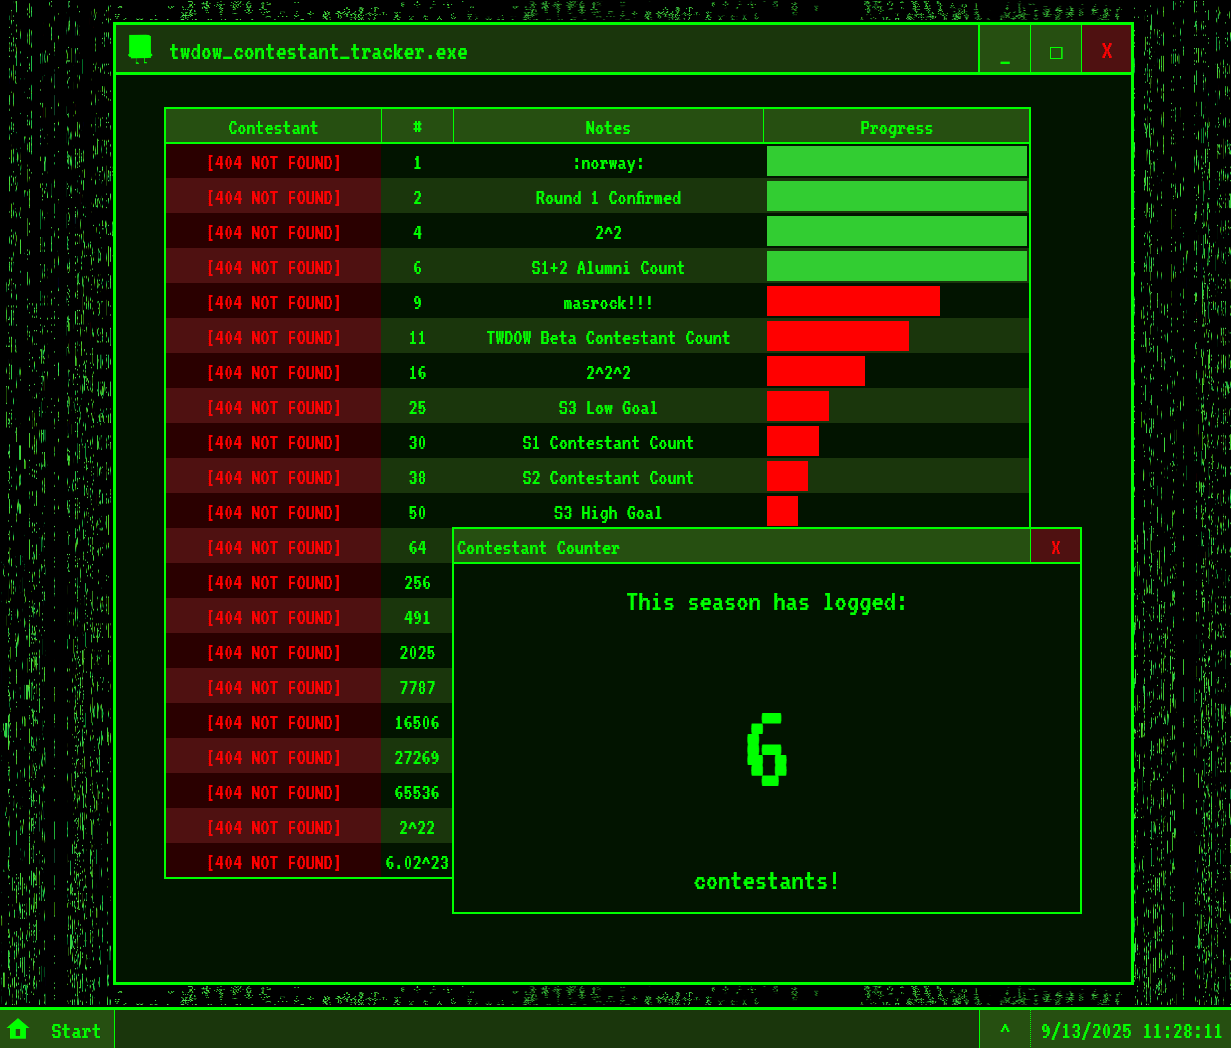 twdow_contestant_tracker.exe _ □ X
Contestant # Notes Progress
[404 NOT FOUND] 1 :norway:
[404 NOT FOUND] 2 Round 1 Confirmed
[404 NOT FOUND] 4 2^2
[404 NOT FOUND] 6 S1+2 Alumni Count
[404 NOT FOUND] 9 masrock!!!
[404 NOT FOUND] 11 TWDOW Beta Contestant Count
[404 NOT FOUND] 16 2^2^2
[404 NOT FOUND] 25 S3 Low Goal
[404 NOT FOUND] 30 S1 Contestant Count
[404 NOT FOUND] 38 S2 Contestant Count
[404 NOT FOUND] 50 S3 High Goal
[404 NOT FOUND] 64
[404 NOT FOUND] 256
[404 NOT FOUND] 491
[404 NOT FOUND] 2025
[404 NOT FOUND] 7787
[404 NOT FOUND] 16506
[404 NOT FOUND] 27269
[404 NOT FOUND] 65536
[404 NOT FOUND] 2^22
[404 NOT FOUND] 6.02^23
Contestant Counter X
This season has logged:
6
contestants!
Start ^ 9/13/2025 11:28:11